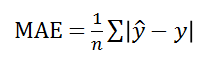 MAE = 1/n ∑|ŷ − y|